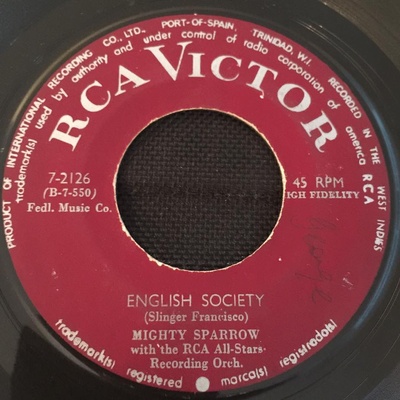 PRODUCT OF INTERNATIONAL RECORDING CO., LTD., PORT-OF-SPAIN, TRINIDAD, W.I. RECORDED IN THE WEST INDIES
trademark(s) used by authority and under control of radio corporation of america RCA
RCA VICTOR
7-2126
(B-7-550)
Fedl. Music Co.
45 RPM
HIGH FIDELITY
ENGLISH SOCIETY
(Slinger Francisco)
MIGHTY SPARROW
with the RCA All-Stars
Recording Orch.
trademark(s) registered • marca(s) registrada(s)